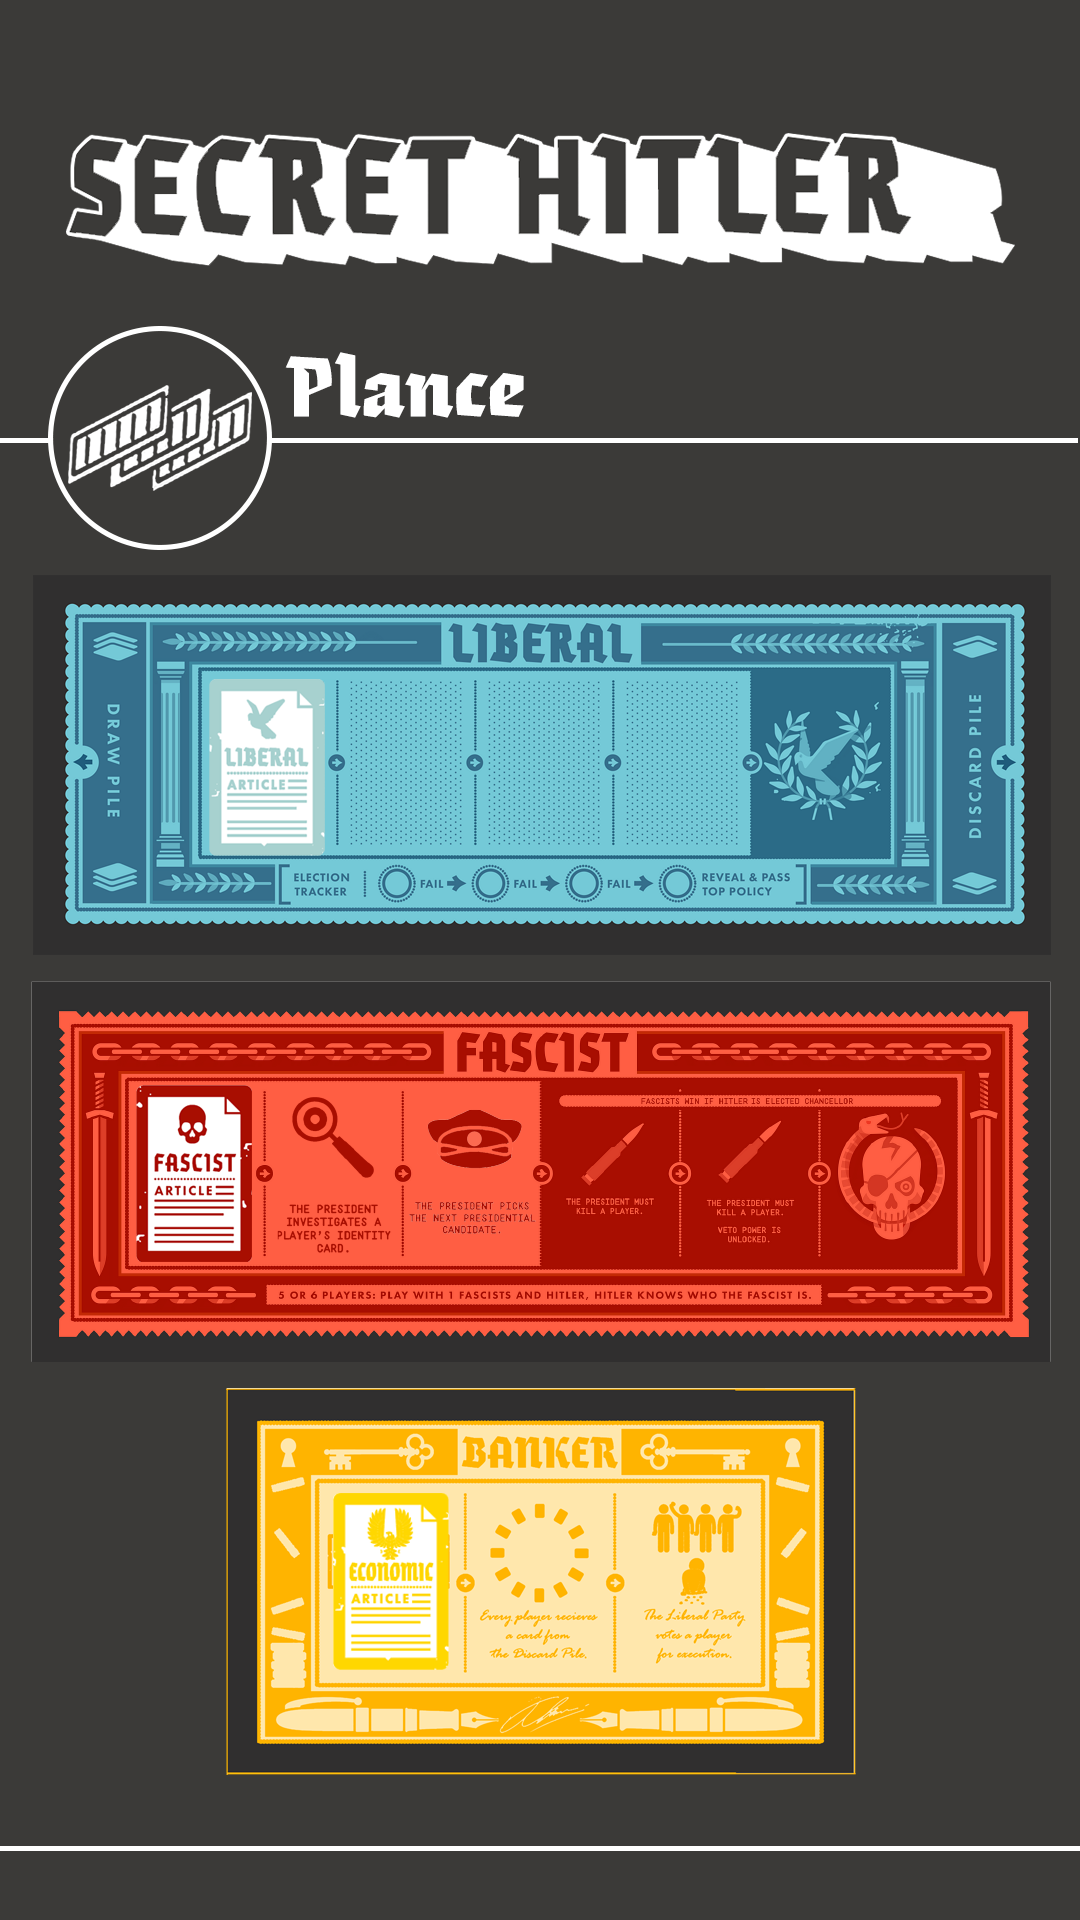 SECRET HITLER
Plance
LIBERAL
DRAW PILE
LIBERAL
ARTICLE
DISCARD PILE
ELECTION
TRACKER
FAIL
FAIL
FAIL
REVEAL & PASS
TOP POLICY
FASCIST
FASCISTS WIN IF HITLER IS ELECTED CHANCELLOR
FASCIST
ARTICLE
THE PRESIDENT
INVESTIGATES A
PLAYER'S IDENTITY
CARD.
THE PRESIDENT PICKS
THE NEXT PRESIDENTIAL
CANDIDATE.
THE PRESIDENT MUST
KILL A PLAYER.
THE PRESIDENT MUST
KILL A PLAYER.
VETO POWER IS
UNLOCKED.
5 OR 6 PLAYERS: PLAY WITH 1 FASCISTS AND HITLER, HITLER KNOWS WHO THE FASCIST IS.
BANKER
ECONOMIC
ARTICLE
Every player recieves
a card from
the Discard Pile.
The Liberal Party
votes a player
for execution.